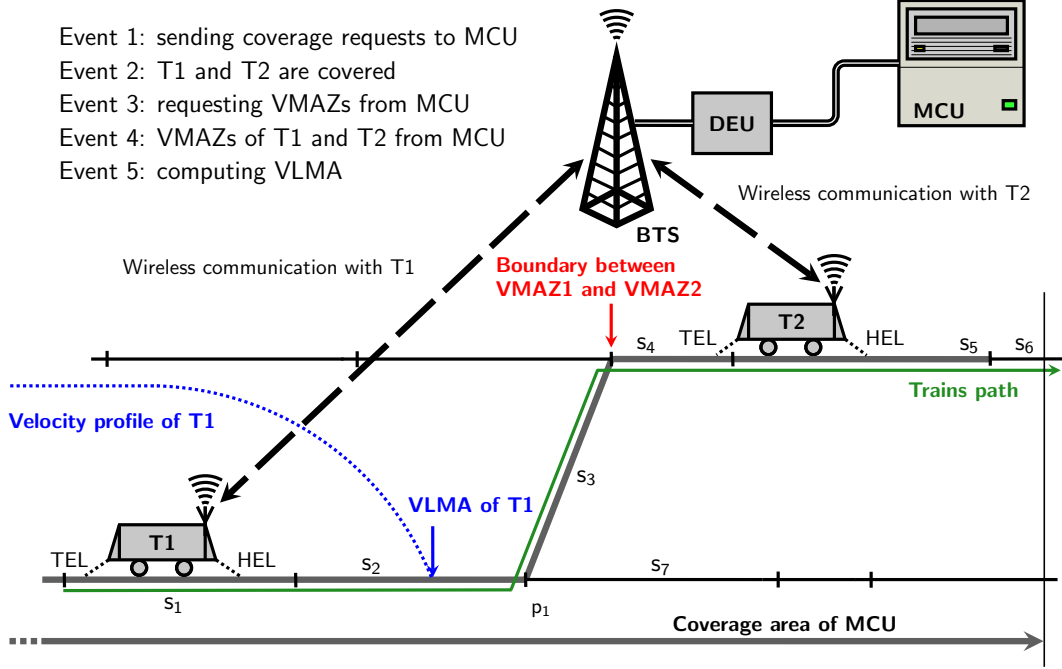 Event 1: sending coverage requests to MCU
Event 2: T1 and T2 are covered
Event 3: requesting VMAZs from MCU
Event 4: VMAZs of T1 and T2 from MCU
Event 5: computing VLMA
MCU
DEU
BTS
Wireless communication with T2
Wireless communication with T1
Boundary between
VMAZ1 and VMAZ2
T2
TEL
HEL
s4
s5
s6
Trains path
Velocity profile of T1
s3
VLMA of T1
T1
TEL
HEL
s2
s7
s1
p1
Coverage area of MCU